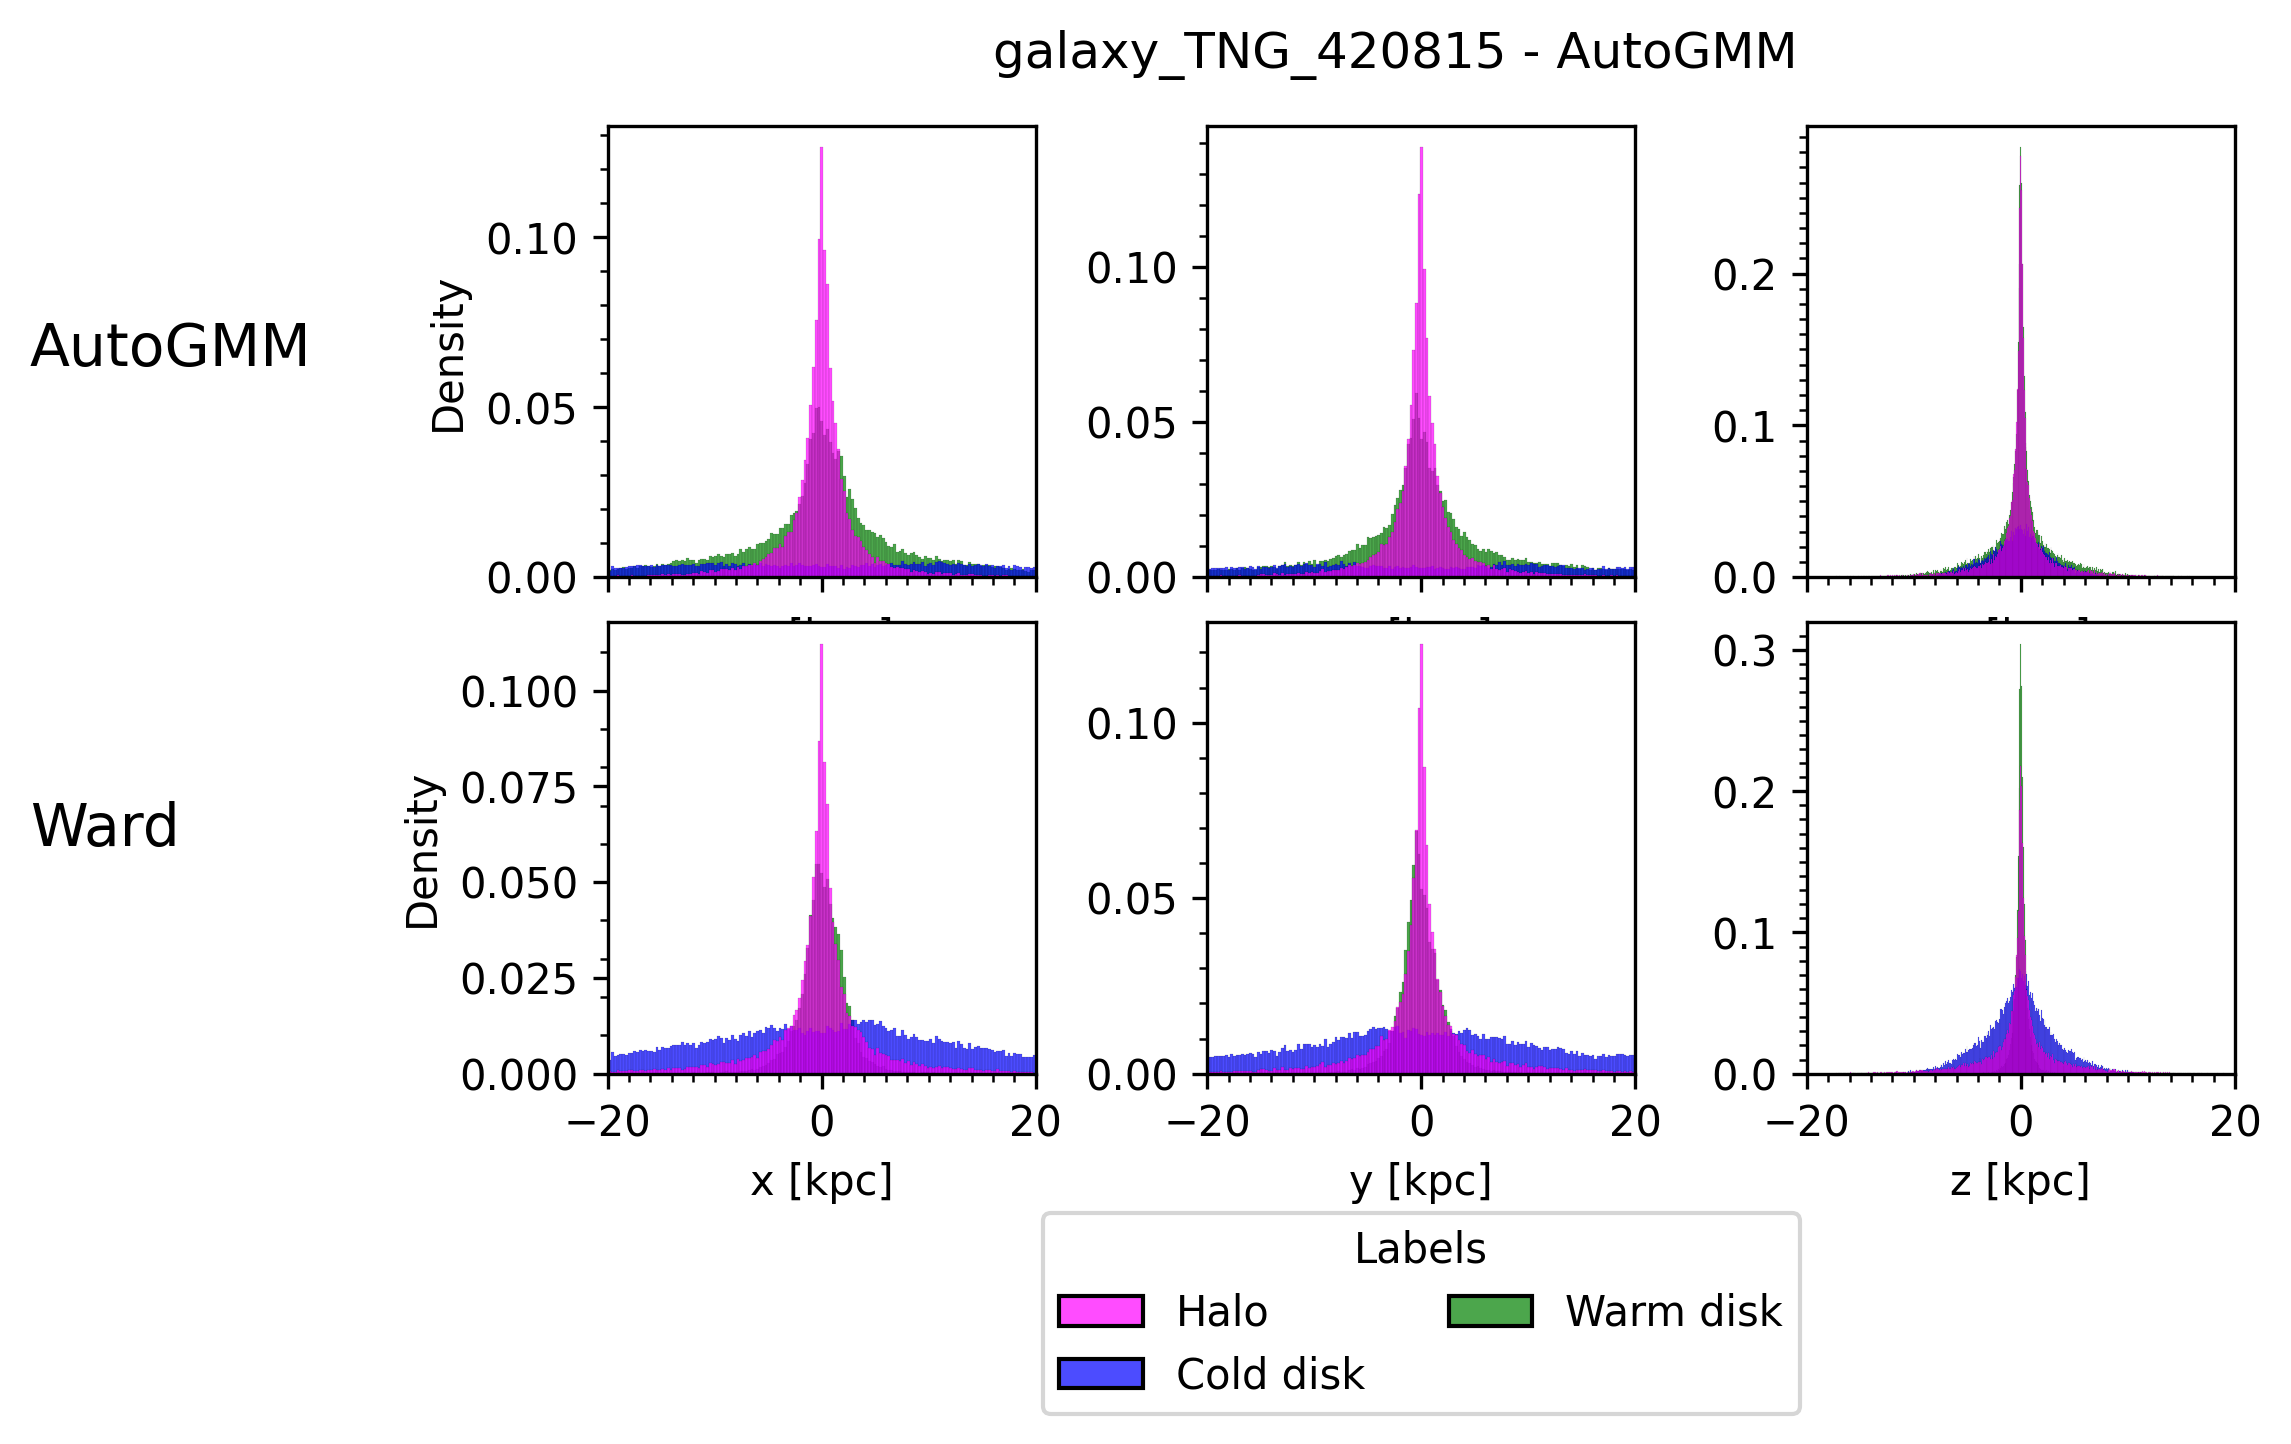 galaxy_TNG_420815 - AutoGMM
AutoGMM
Density
0.10
0.05
0.00
0.10
0.05
0.00
0.2
0.1
0.0
Ward
Density
0.100
0.075
0.050
0.025
0.000
−20 0 20
x [kpc]
0.10
0.05
0.00
−20 0 20
y [kpc]
0.3
0.2
0.1
0.0
−20 0 20
z [kpc]
Labels
Halo
Cold disk
Warm disk